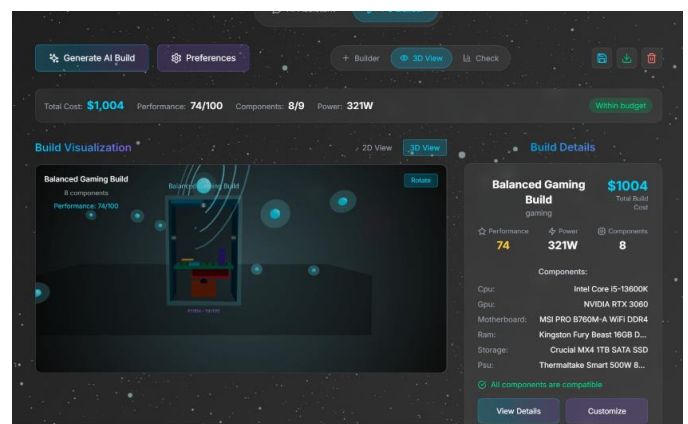 Generate AI Build
Preferences
+ Builder
3D View
Check
Total Cost: $1,004 Performance: 74/100 Components: 8/9 Power: 321W
Within budget
Build Visualization
2D View
3D View
Balanced Gaming Build
8 components
Performance: 74/100
Balanced Gaming Build
Rotate
Build Details
Balanced Gaming Build
gaming
$1004
Total Build Cost
Performance
74
Power
321W
Components
8
Components:
Cpu: Intel Core i5-13600K
Gpu: NVIDIA RTX 3060
Motherboard: MSI PRO B760M-A WiFi DDR4
Ram: Kingston Fury Beast 16GB D...
Storage: Crucial MX4 1TB SATA SSD
Psu: Thermaltake Smart 500W 8...
All components are compatible
View Details
Customize